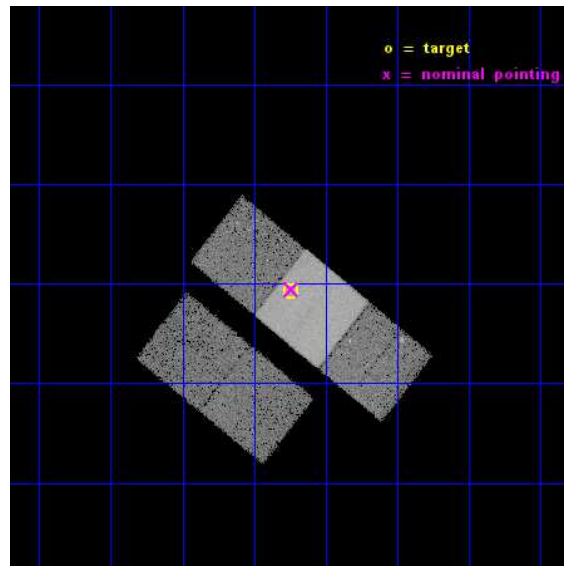 o = target
x = nominal pointing